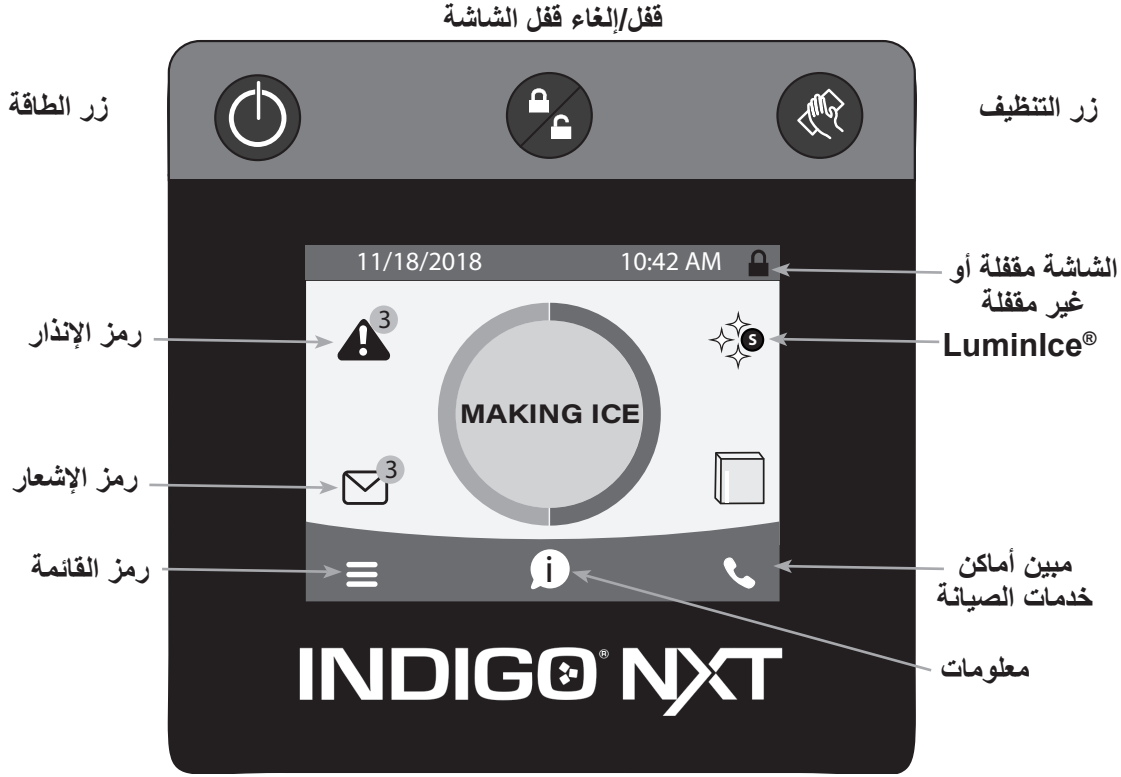 قفل/إلغاء قفل الشاشة
زر الطاقة
زر التنظيف
11/18/2018 10:42 AM
الشاشة مقفلة أو
غير مقفلة
LuminIce®
S
3
رمز الإنذار
MAKING ICE
3
رمز الإشعار
رمز القائمة
i
مبين أماكن
خدمات الصيانة
معلومات
INDIGO® NXT